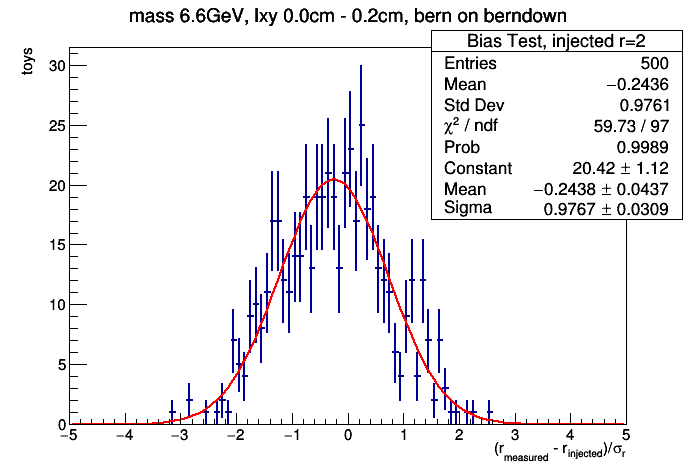 mass 6.6GeV, lxy 0.0cm - 0.2cm, bern on berndown
Bias Test, injected r=2
Entries 500
Mean −0.2436
Std Dev 0.9761
χ² / ndf 59.73 / 97
Prob 0.9989
Constant 20.42 ± 1.12
Mean −0.2438 ± 0.0437
Sigma 0.9767 ± 0.0309
toys
30
25
20
15
10
5
0
−5 −4 −3 −2 −1 0 1 2 3 4 5
(r_measured - r_injected)/σ_r